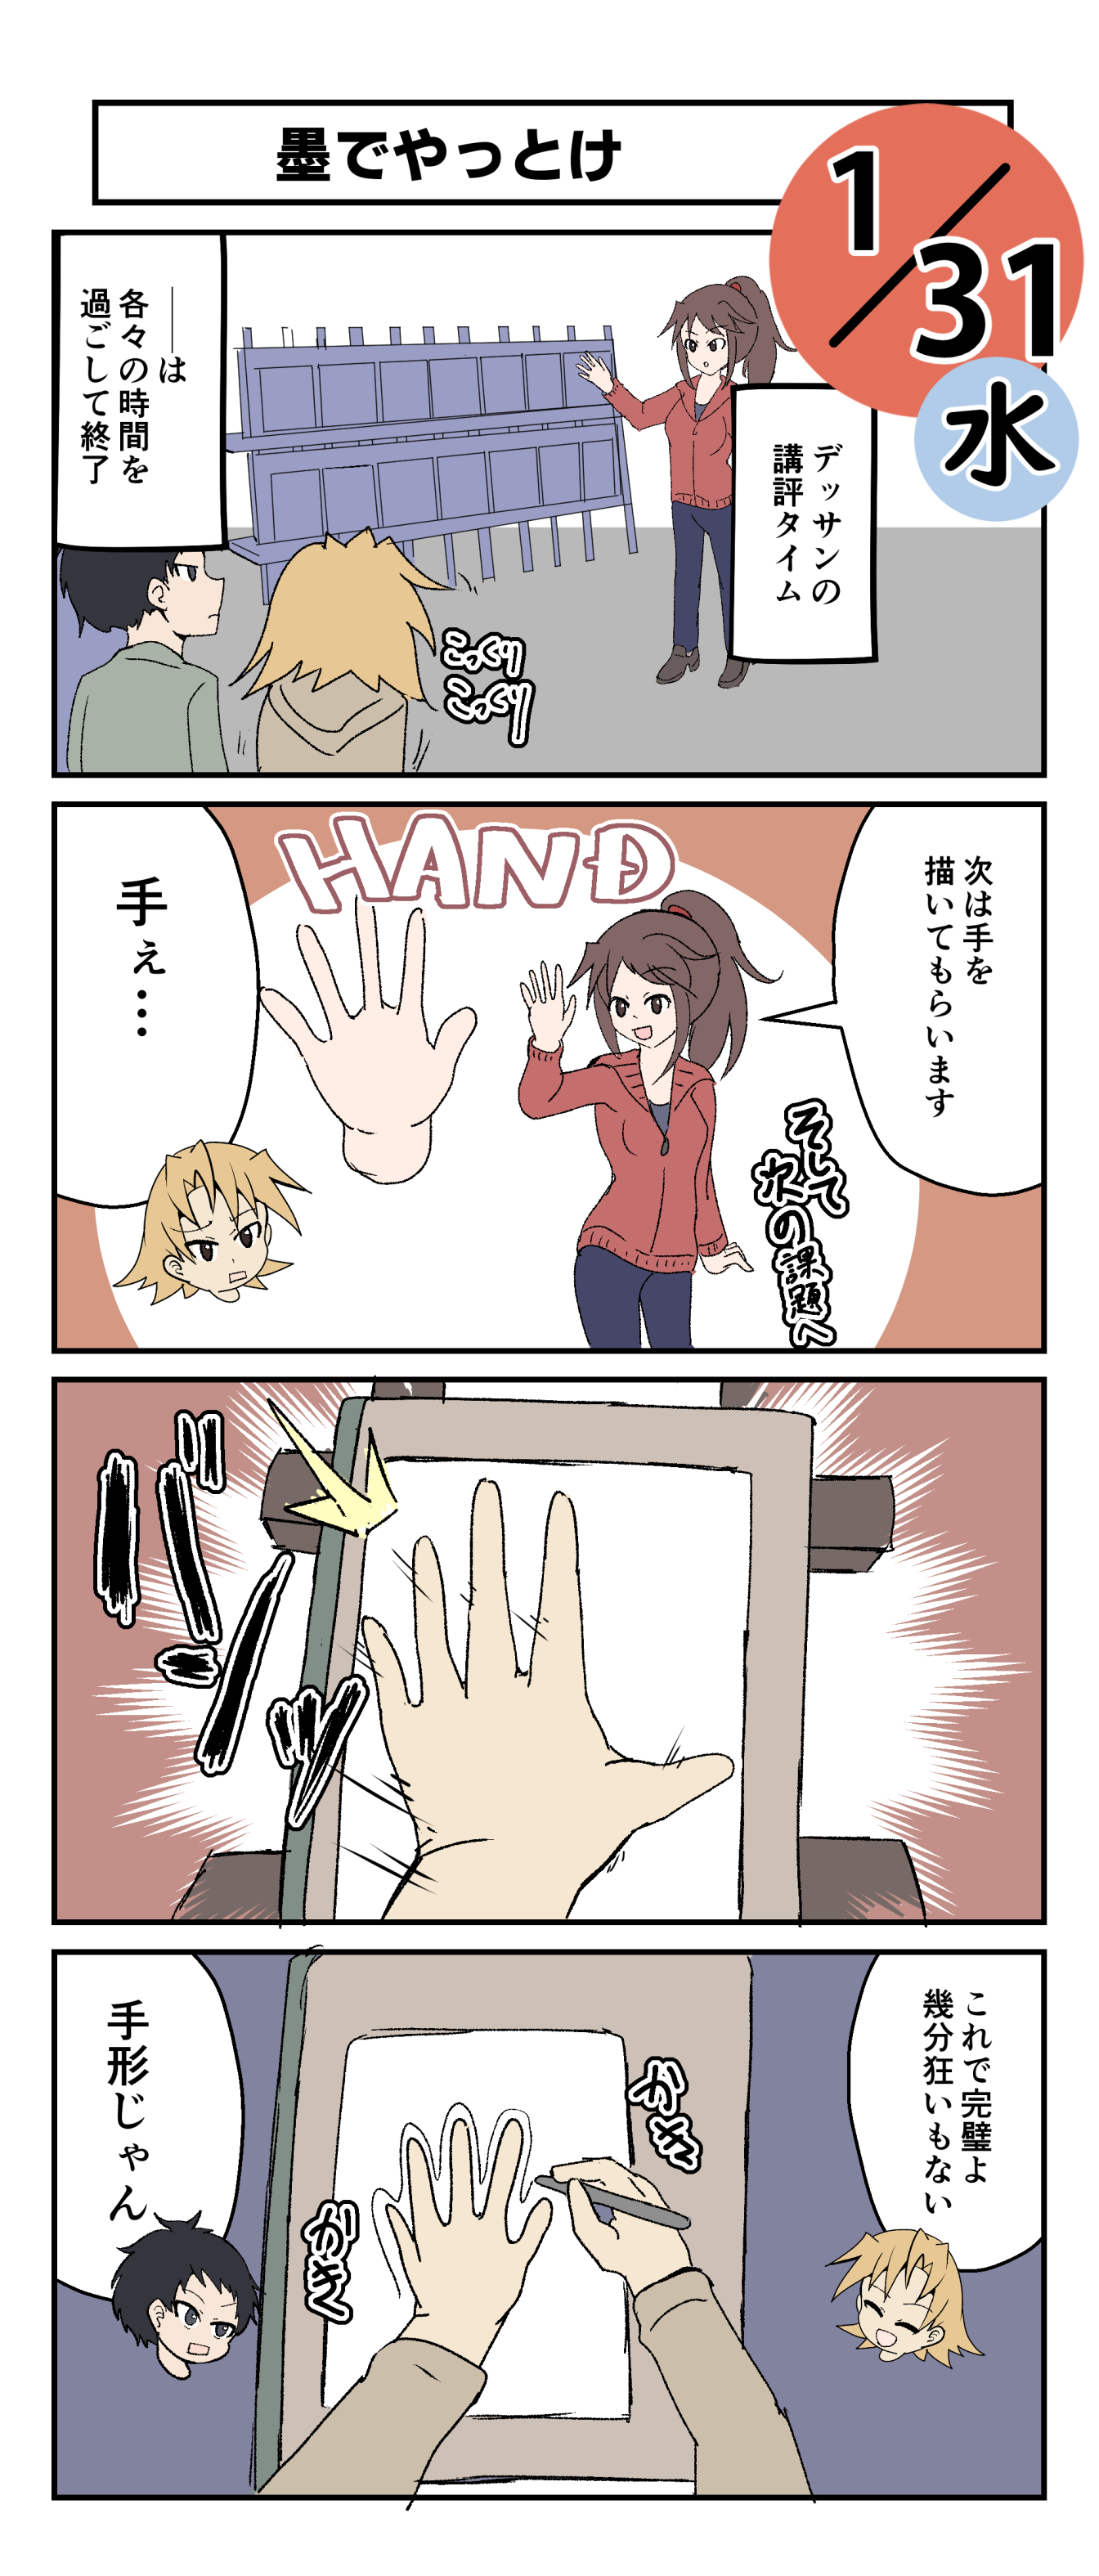 墨でやっとけ
1/31
水
デッサンの
講評タイム
――は
各々の時間を
過ごして終了
こっくり
こっくり
次は手を
描いてもらいます
HAND
そして
次の課題へ
手ぇ…
バンッ
これで完璧よ
幾分狂いもない
かき
かき
手形じゃん